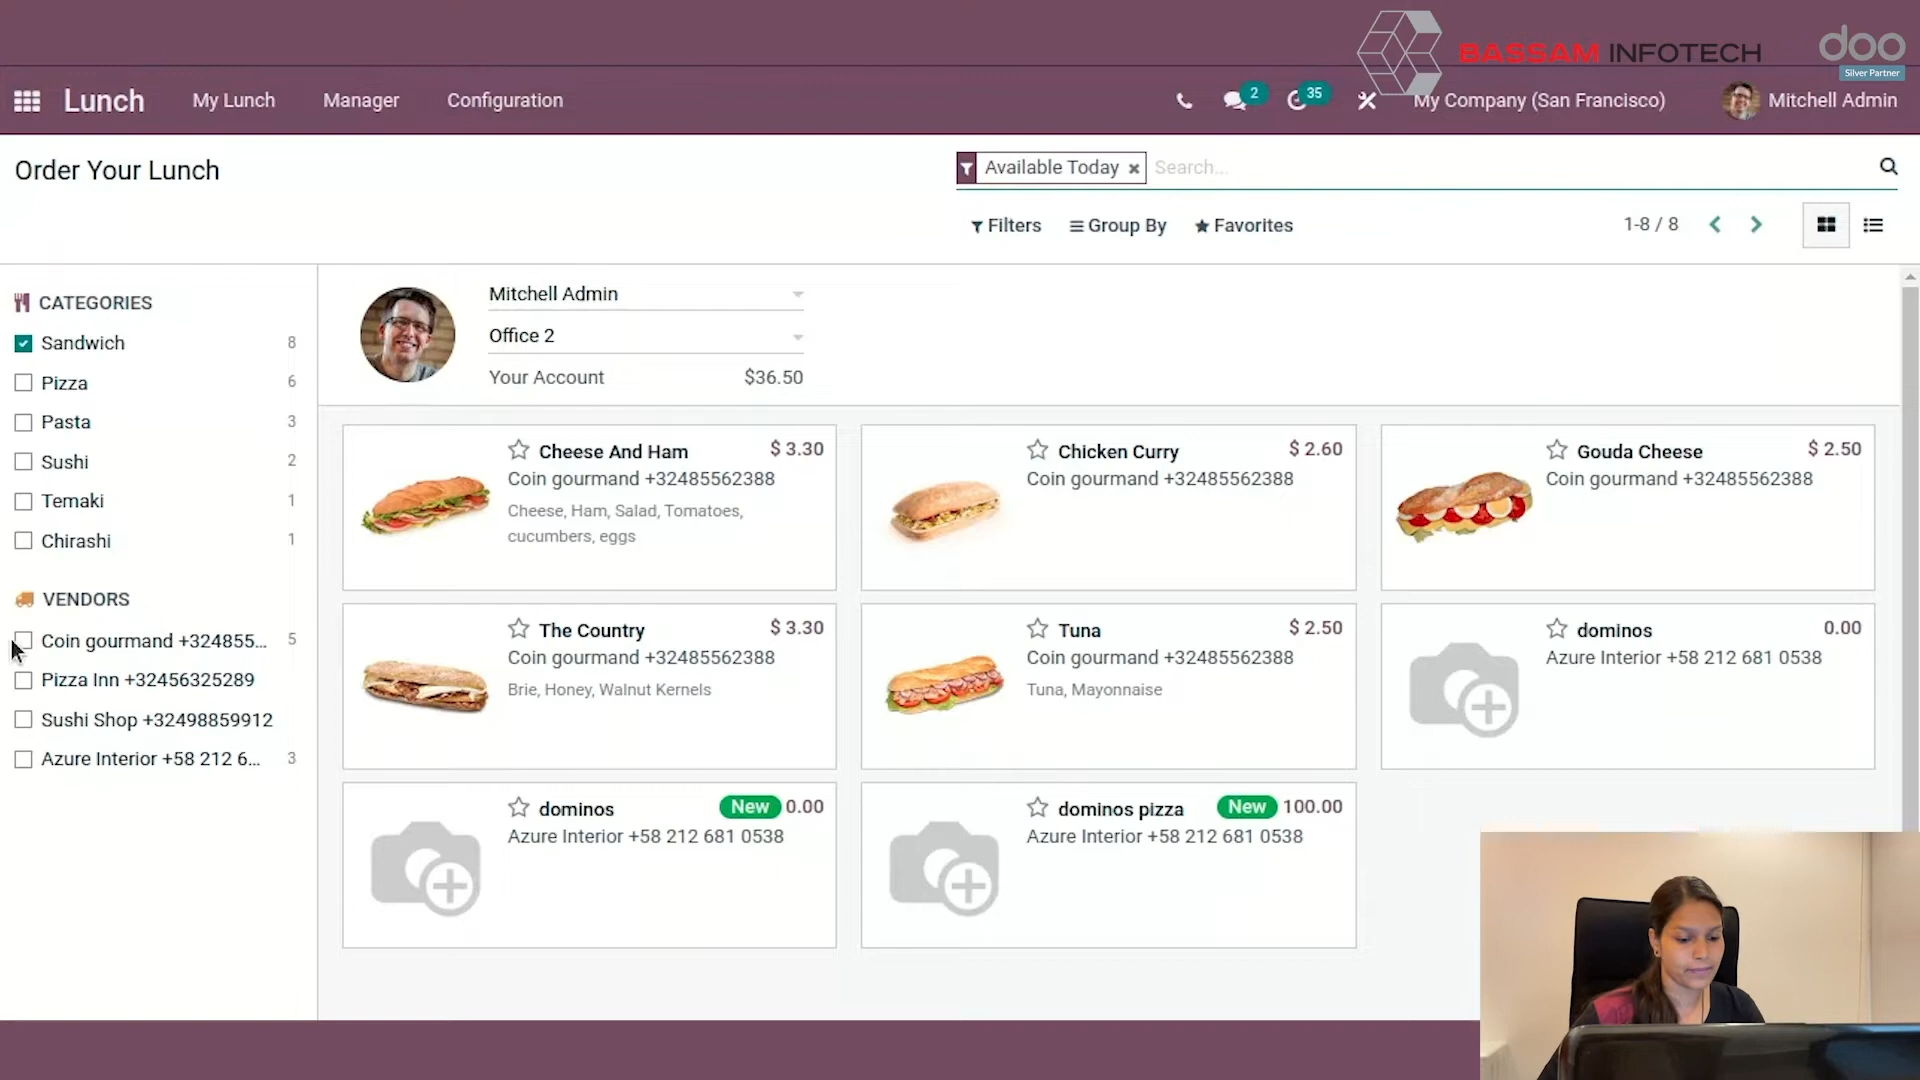 BASSAM INFOTECH
doo
Silver Partner
Lunch
My Lunch
Manager
Configuration
2
35
My Company (San Francisco)
Mitchell Admin
Order Your Lunch
Available Today ×
Search...
Filters
Group By
Favorites
1-8 / 8
CATEGORIES
Sandwich 8
Pizza 6
Pasta 3
Sushi 2
Temaki 1
Chirashi 1
VENDORS
Coin gourmand +324855... 5
Pizza Inn +32456325289
Sushi Shop +32498859912
Azure Interior +58 212 6... 3
Mitchell Admin
Office 2
Your Account $36.50
Cheese And Ham $ 3.30
Coin gourmand +32485562388
Cheese, Ham, Salad, Tomatoes,
cucumbers, eggs
Chicken Curry $ 2.60
Coin gourmand +32485562388
Gouda Cheese $ 2.50
Coin gourmand +32485562388
The Country $ 3.30
Coin gourmand +32485562388
Brie, Honey, Walnut Kernels
Tuna $ 2.50
Coin gourmand +32485562388
Tuna, Mayonnaise
dominos 0.00
Azure Interior +58 212 681 0538
dominos New 0.00
Azure Interior +58 212 681 0538
dominos pizza New 100.00
Azure Interior +58 212 681 0538